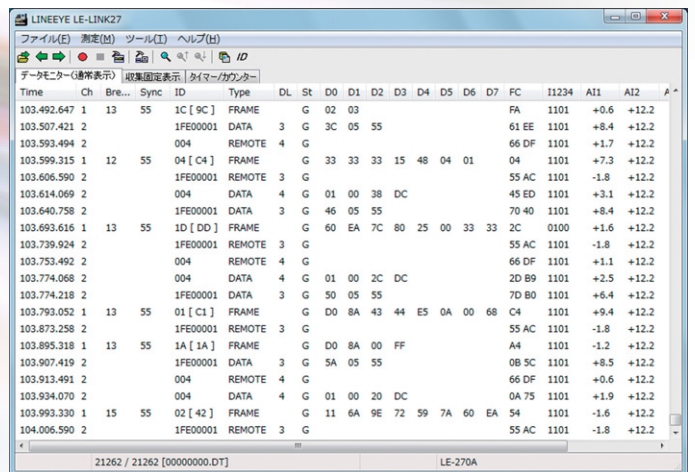 LINEEYE LE-LINK27
ファイル(F) 測定(M) ツール(T) ヘルプ(H)
ID
データモニター(通常表示) 収集固定表示 タイマー/カウンター
Time Ch Bre... Sync ID Type DL St D0 D1 D2 D3 D4 D5 D6 D7 FC I1234 AI1 AI2 A
103.492.647 1 13 55 1C [ 9C ] FRAME G 02 03 FA 1101 +0.6 +12.2
103.507.421 2 1FE00001 DATA 3 G 3C 05 55 61 EE 1101 +8.4 +12.2
103.593.494 2 004 REMOTE 4 G 66 DF 1101 +1.7 +12.2
103.599.315 1 12 55 04 [ C4 ] FRAME G 33 33 33 15 48 04 01 04 1101 +7.3 +12.2
103.606.590 2 1FE00001 REMOTE 3 G 55 AC 1101 -1.8 +12.2
103.614.069 2 004 DATA 4 G 01 00 38 DC 45 ED 1101 +3.1 +12.2
103.640.758 2 1FE00001 DATA 3 G 46 05 55 70 40 1101 +8.4 +12.2
103.693.616 1 13 55 1D [ DD ] FRAME G 60 EA 7C 80 25 00 33 33 2C 0100 +1.6 +12.2
103.739.924 2 1FE00001 REMOTE 3 G 55 AC 1101 -1.8 +12.2
103.753.492 2 004 REMOTE 4 G 66 DF 1101 +1.1 +12.2
103.774.068 2 004 DATA 4 G 01 00 2C DC 2D B9 1101 +2.5 +12.2
103.774.218 2 1FE00001 DATA 3 G 50 05 55 7D B0 1101 +6.4 +12.2
103.793.052 1 13 55 01 [ C1 ] FRAME G D0 8A 43 44 E5 0A 00 68 C4 1101 +9.4 +12.2
103.873.258 2 1FE00001 REMOTE 3 G 55 AC 1101 -1.8 +12.2
103.895.318 1 13 55 1A [ 1A ] FRAME G D0 8A 00 FF A4 1101 -1.2 +12.2
103.907.419 2 1FE00001 DATA 3 G 5A 05 55 0B 5C 1101 +8.5 +12.2
103.913.491 2 004 REMOTE 4 G 66 DF 1101 +0.6 +12.2
103.934.070 2 004 DATA 4 G 01 00 20 DC 0A 75 1101 +1.9 +12.2
103.993.330 1 15 55 02 [ 42 ] FRAME G 11 6A 9E 72 59 7A 60 EA 54 1101 -1.6 +12.2
104.006.590 2 1FE00001 REMOTE 3 G 55 AC 1101 -1.8 +12.2
21262 / 21262 [00000000.DT] LE-270A